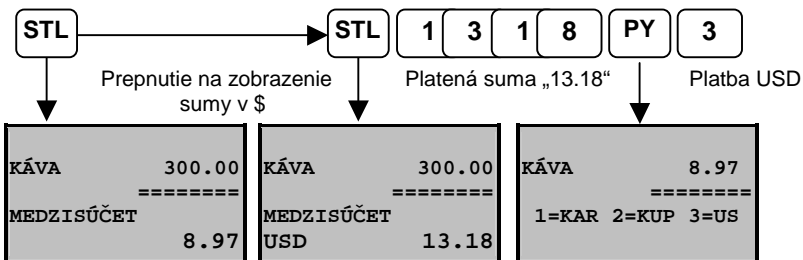 STL STL 1 3 1 8 PY 3
Prepnutie na zobrazenie sumy v $
Platená suma „13.18“
Platba USD
KÁVA 300.00
========
MEDZISÚČET
8.97
KÁVA 300.00
========
MEDZISÚČET
USD 13.18
KÁVA 8.97
========
1=KAR 2=KUP 3=US